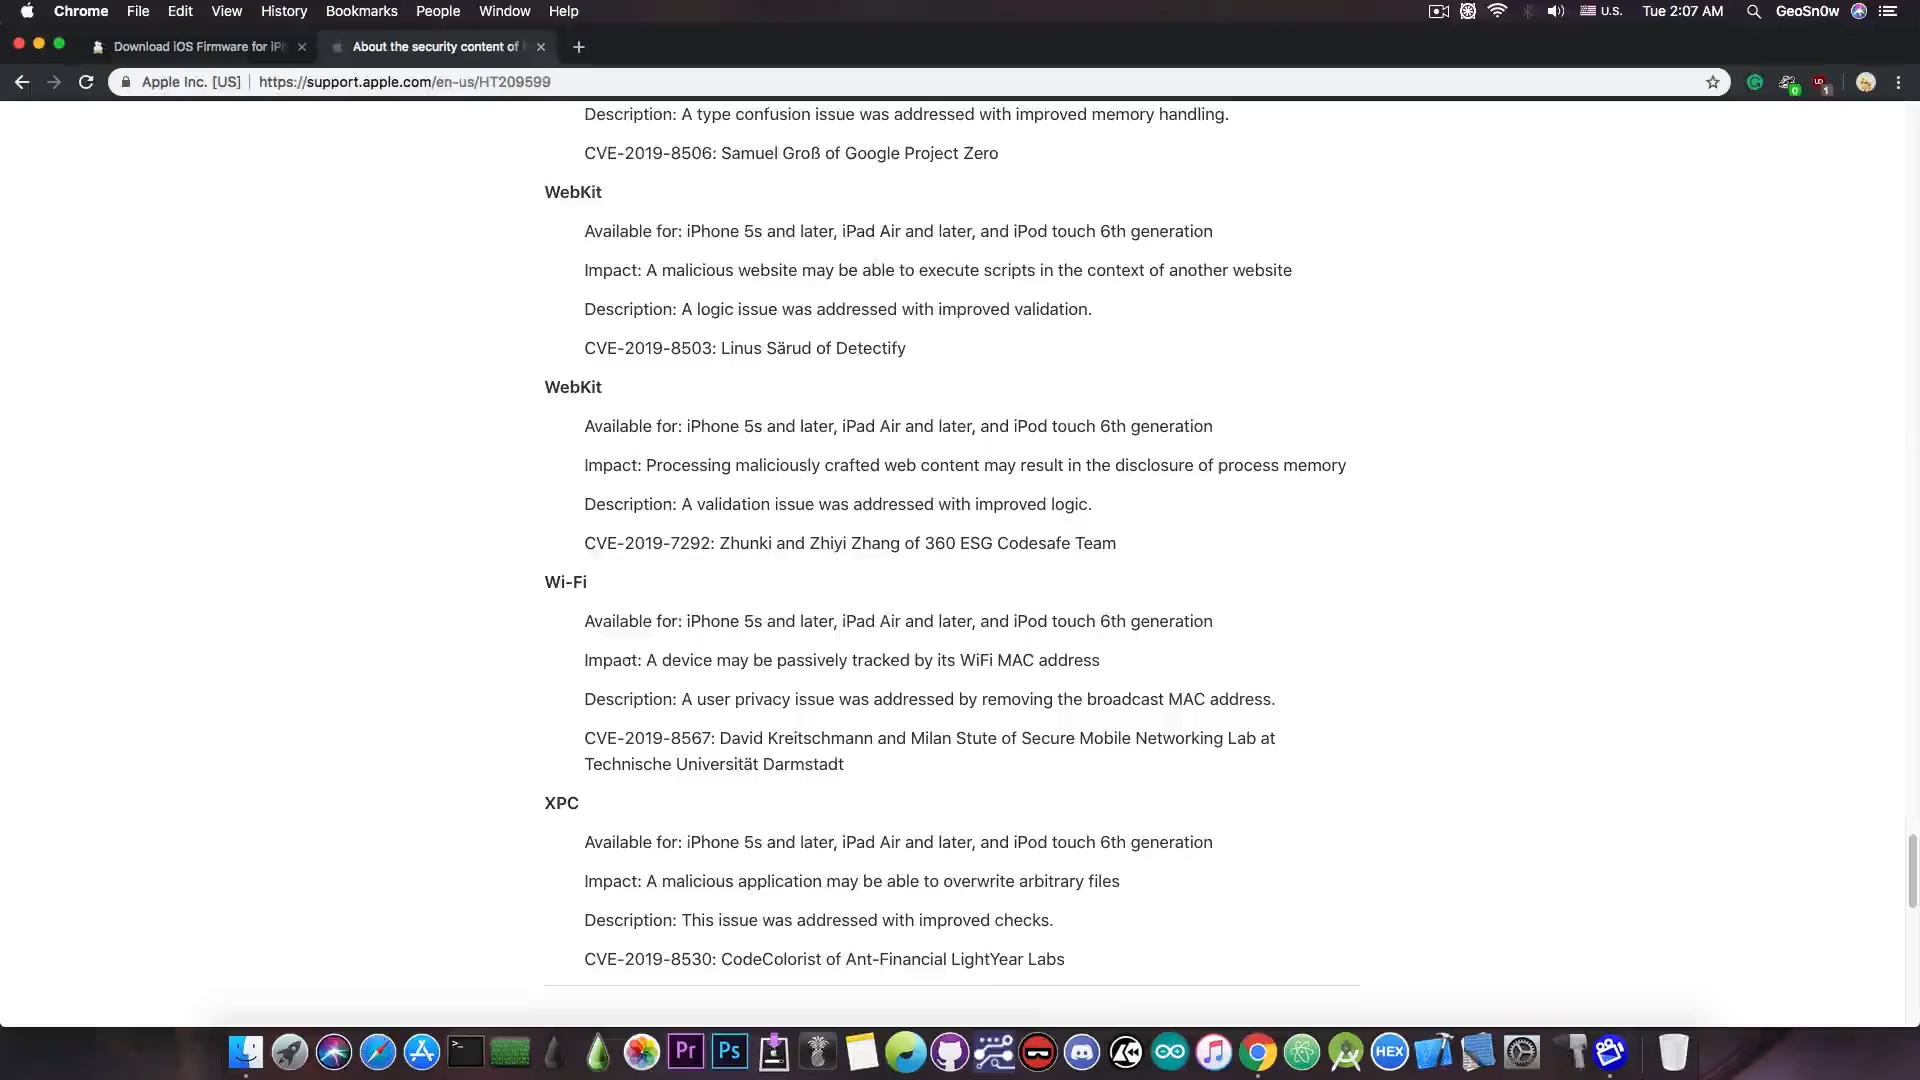 Chrome File Edit View History Bookmarks People Window Help U.S. Tue 2:07 AM GeoSn0w
Download iOS Firmware for iPh About the security content of
Apple Inc. [US] https://support.apple.com/en-us/HT209599
Description: A type confusion issue was addressed with improved memory handling.
CVE-2019-8506: Samuel Groß of Google Project Zero
WebKit
Available for: iPhone 5s and later, iPad Air and later, and iPod touch 6th generation
Impact: A malicious website may be able to execute scripts in the context of another website
Description: A logic issue was addressed with improved validation.
CVE-2019-8503: Linus Särud of Detectify
WebKit
Available for: iPhone 5s and later, iPad Air and later, and iPod touch 6th generation
Impact: Processing maliciously crafted web content may result in the disclosure of process memory
Description: A validation issue was addressed with improved logic.
CVE-2019-7292: Zhunki and Zhiyi Zhang of 360 ESG Codesafe Team
Wi-Fi
Available for: iPhone 5s and later, iPad Air and later, and iPod touch 6th generation
Impact: A device may be passively tracked by its WiFi MAC address
Description: A user privacy issue was addressed by removing the broadcast MAC address.
CVE-2019-8567: David Kreitschmann and Milan Stute of Secure Mobile Networking Lab at
Technische Universität Darmstadt
XPC
Available for: iPhone 5s and later, iPad Air and later, and iPod touch 6th generation
Impact: A malicious application may be able to overwrite arbitrary files
Description: This issue was addressed with improved checks.
CVE-2019-8530: CodeColorist of Ant-Financial LightYear Labs
Pr Ps HEX